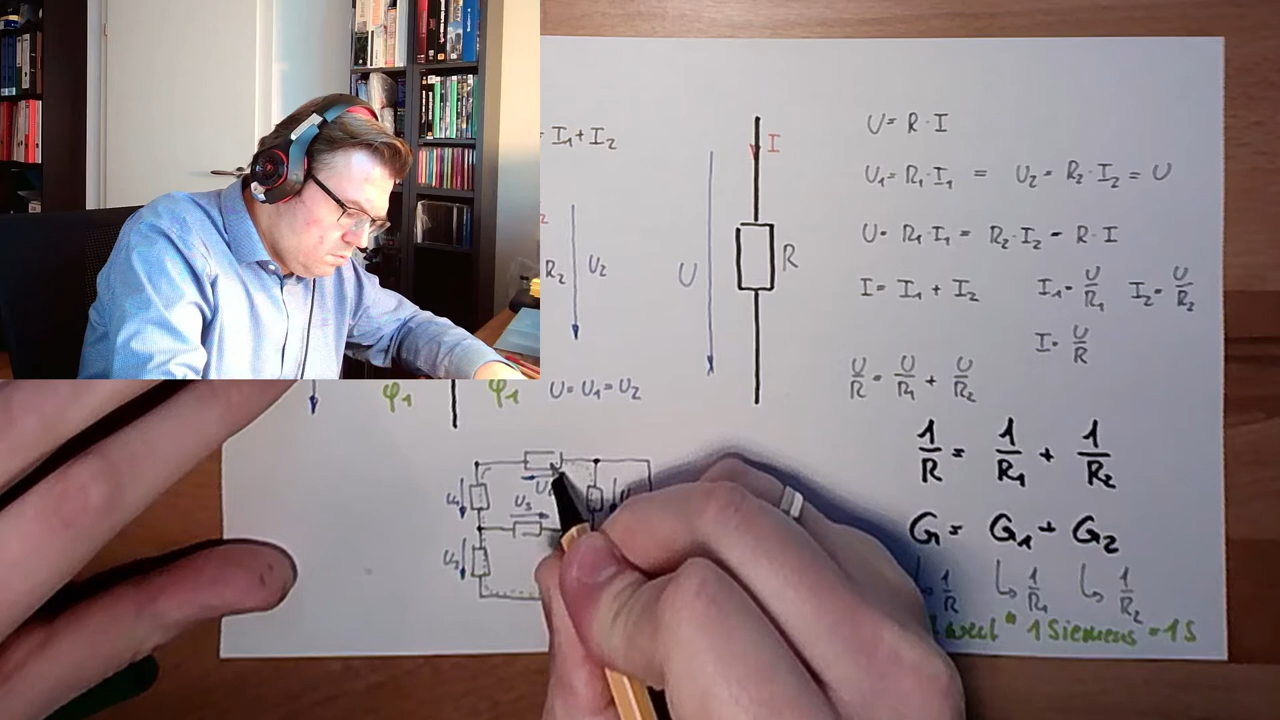 = I₁ + I₂
R₂ U₂
φ₁ φ₁ U = U₁ = U₂
I
U R
U₁
U₃
U₂
U = R · I
U₁ = R₁ · I₁ = U₂ = R₂ · I₂ = U
U = R₁ · I₁ = R₂ · I₂ = R · I
I = I₁ + I₂ I₁ = U/R₁ I₂ = U/R₂
I = U/R
U/R = U/R₁ + U/R₂
1/R = 1/R₁ + 1/R₂
G = G₁ + G₂
↳ 1/R ↳ 1/R₁ ↳ 1/R₂
1 Siemens = 1 S